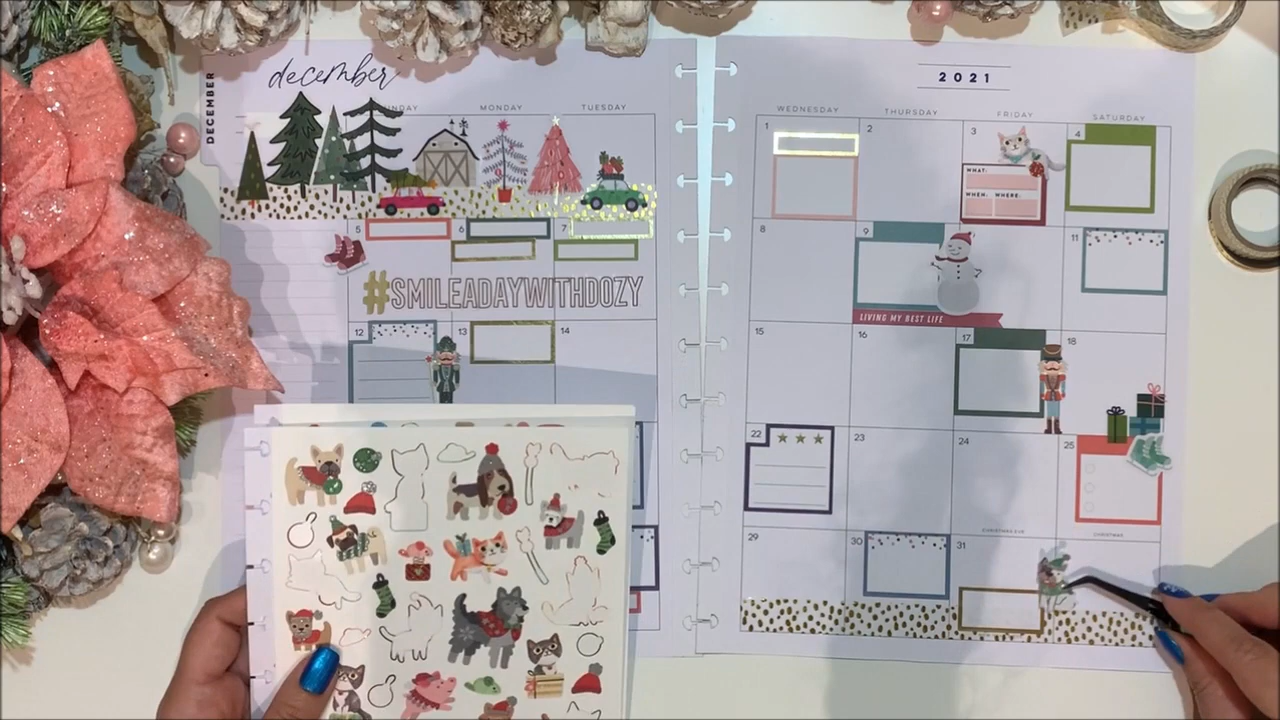 december
2021
DECEMBER
MONDAY
TUESDAY
WEDNESDAY
THURSDAY
FRIDAY
SATURDAY
1
2
3
4
WHAT:
WHEN: WHERE:
5
6
7
8
9
11
#SMILEADAYWITHDOZY
LIVING MY BEST LIFE
12
13
14
15
16
17
18
22
23
24
25
CHRISTMAS EVE
CHRISTMAS
29
30
31